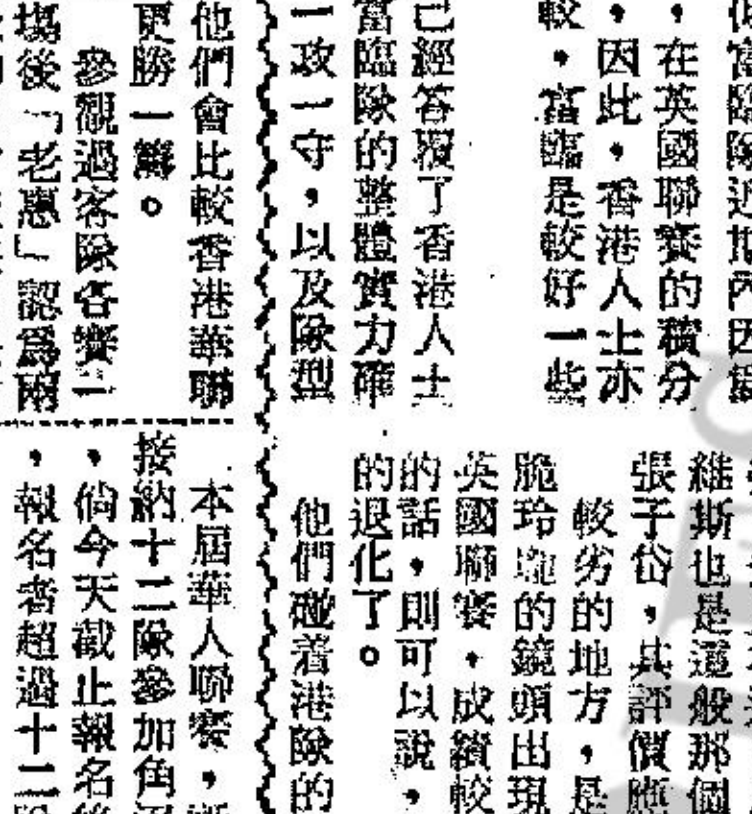 ，在英國聯賽的積分
，因此，香港人士亦
較，富臨是較好一些
已經答覆了香港人士
富臨隊的整體實力確
一攻一守，以及隊型
維斯也是這般那個
張子岱，其評價應
較劣的地方，是
脆玲瓏的鏡頭出現
英國聯賽，成績較
的話，則可以說，
的退化了。
他們碰着港隊的
他們會比較香港華聯
更勝一籌。
參觀過客隊各賽一
場後「老惠」認爲兩
本屆華人聯賽，
接納十二隊參加角
，倘今天截止報名
，報名者超過十二